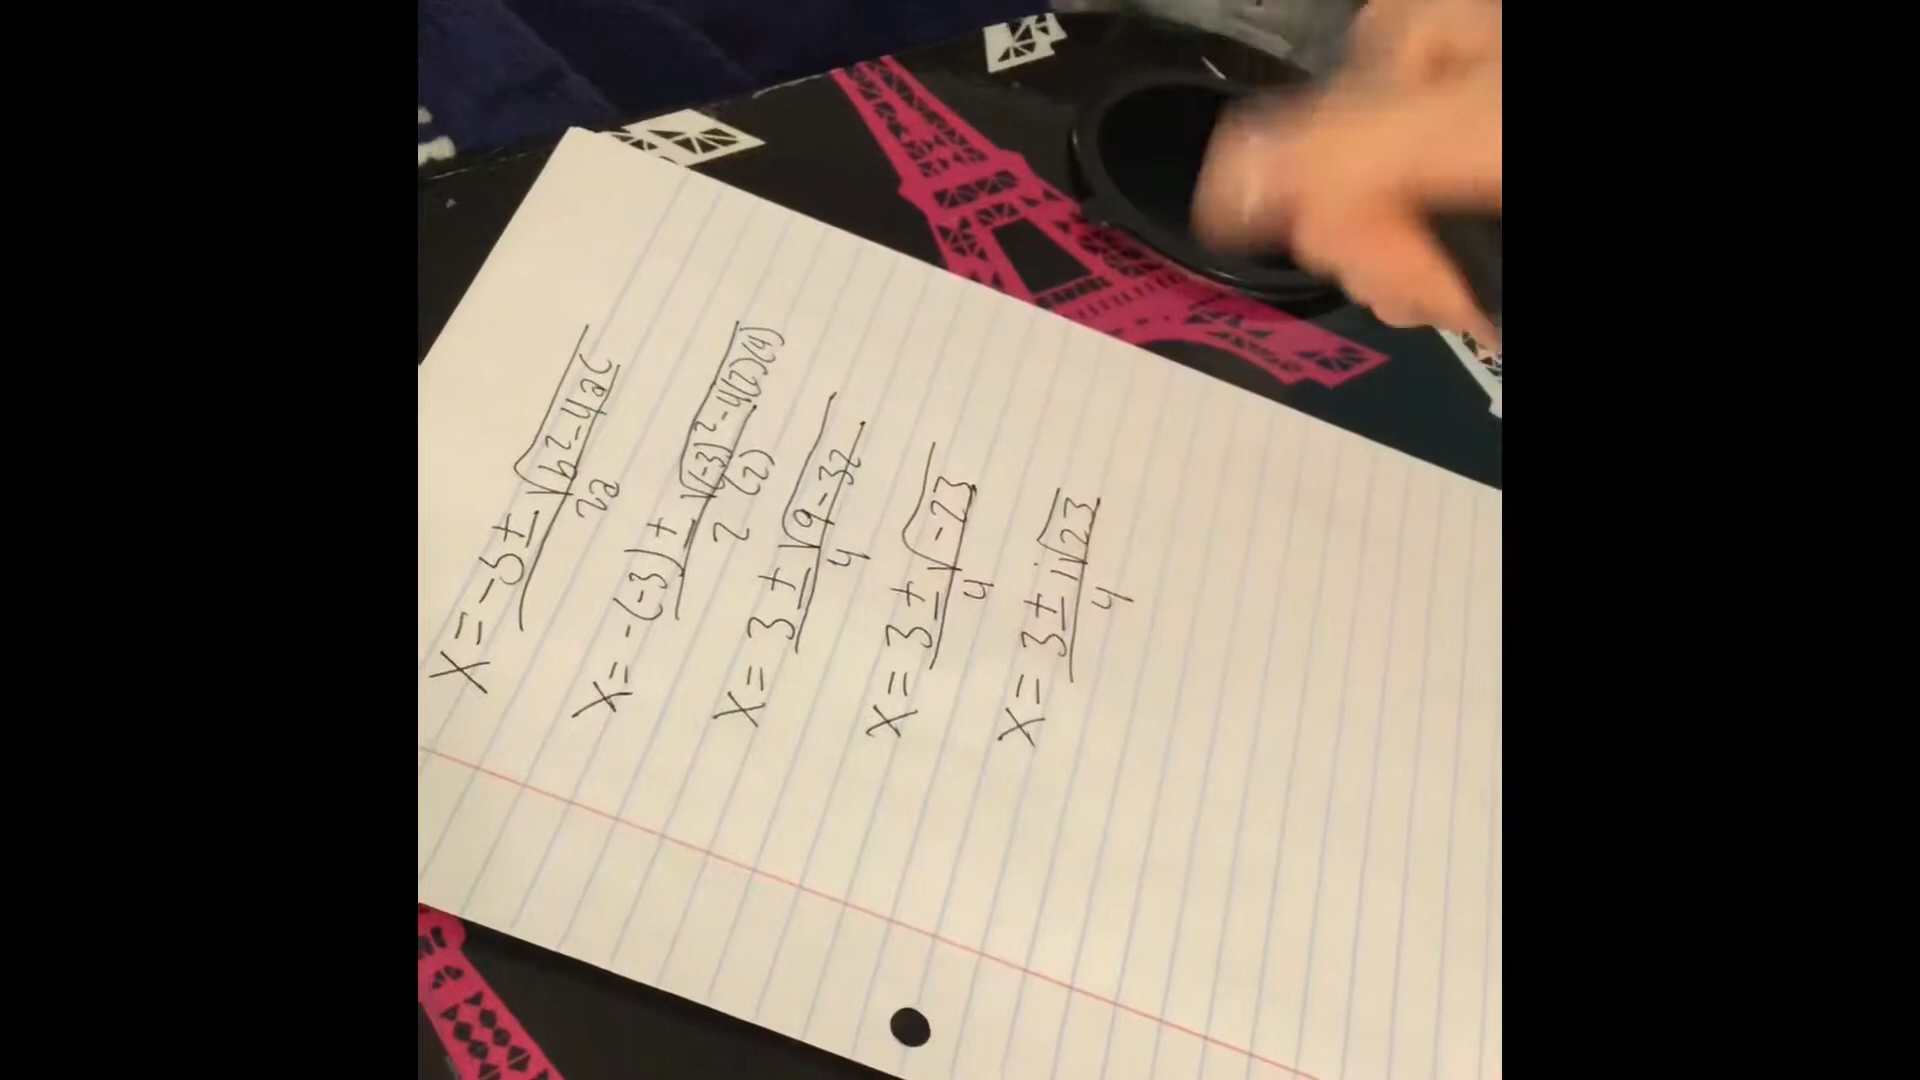 x = -b ± √b² - 4ac
2a
x = -(-3) ± √(-3)² - 4(2)(4)
2(2)
x = 3 ± √9 - 32
4
x = 3 ± √-23
4
x = 3 ± i√23
4